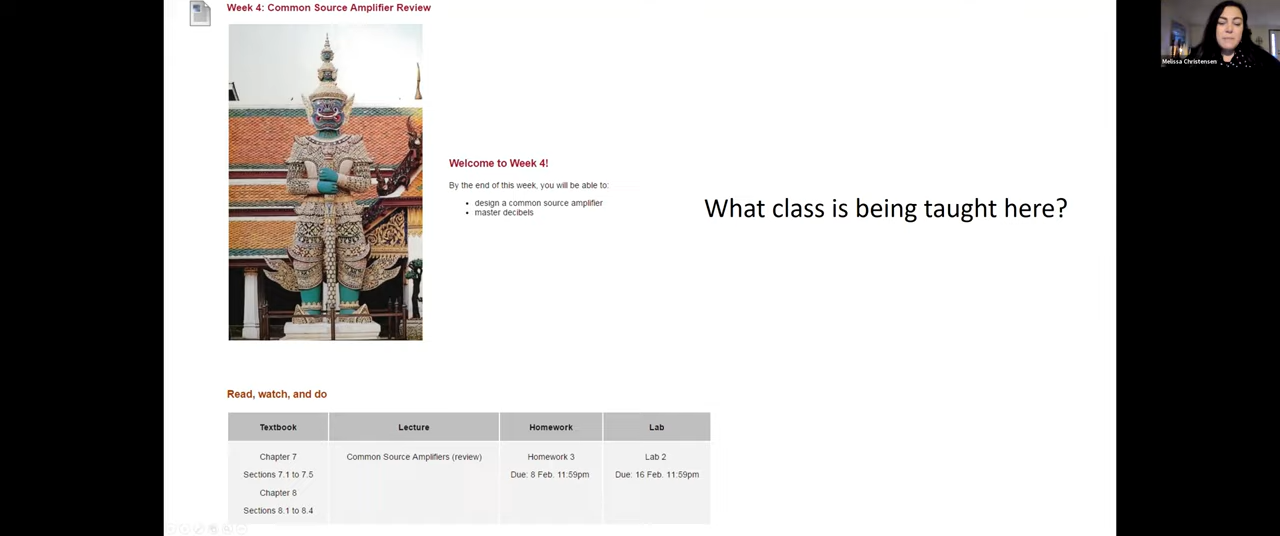 Week 4: Common Source Amplifier Review
Melissa Christensen
Welcome to Week 4!
By the end of this week, you will be able to:
design a common source amplifier
master decibels
What class is being taught here?
Read, watch, and do
Textbook Lecture Homework Lab
Chapter 7 Common Source Amplifiers (review) Homework 3 Lab 2
Sections 7.1 to 7.5 Due: 8 Feb. 11:59pm Due: 16 Feb. 11:59pm
Chapter 8
Sections 8.1 to 8.4